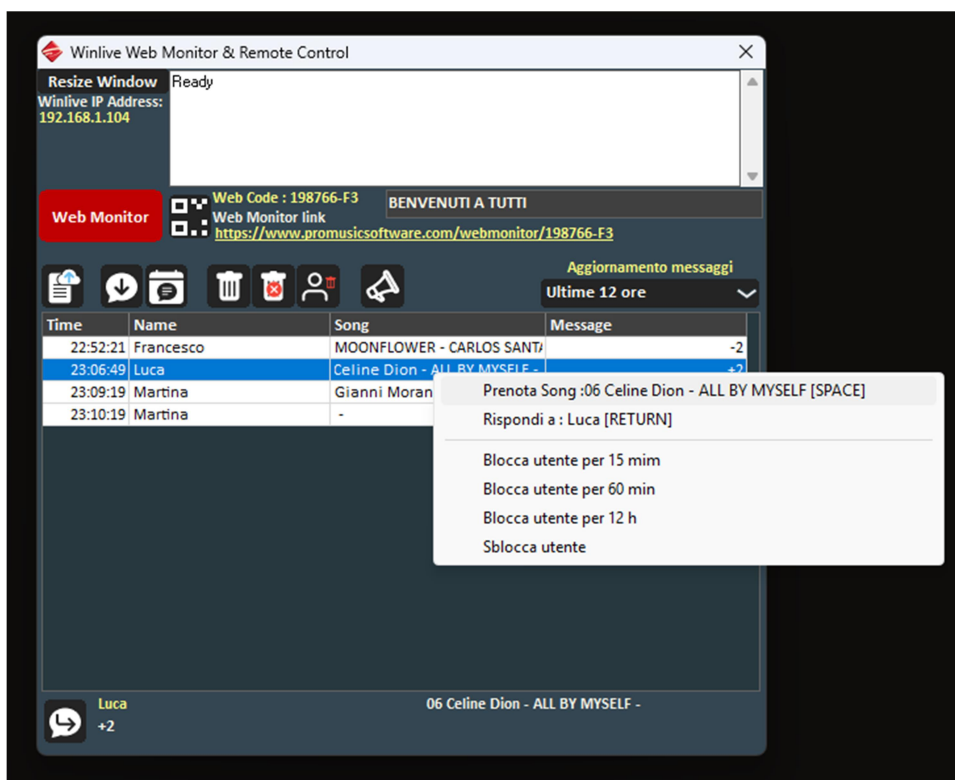 Winlive Web Monitor & Remote Control
Resize Window
Ready
Winlive IP Address:
192.168.1.104
Web Monitor
Web Code : 198766-F3
Web Monitor link
https://www.promusicsoftware.com/webmonitor/198766-F3
BENVENUTI A TUTTI
Aggiornamento messaggi
Ultime 12 ore
Time Name Song Message
22:52:21 Francesco MOONFLOWER - CARLOS SANTA -2
23:06:49 Luca Celine Dion - ALL BY MYSELF - +2
23:09:19 Martina Gianni Moran
23:10:19 Martina -
Prenota Song :06 Celine Dion - ALL BY MYSELF [SPACE]
Rispondi a : Luca [RETURN]
Blocca utente per 15 mim
Blocca utente per 60 min
Blocca utente per 12 h
Sblocca utente
Luca
+2
06 Celine Dion - ALL BY MYSELF -